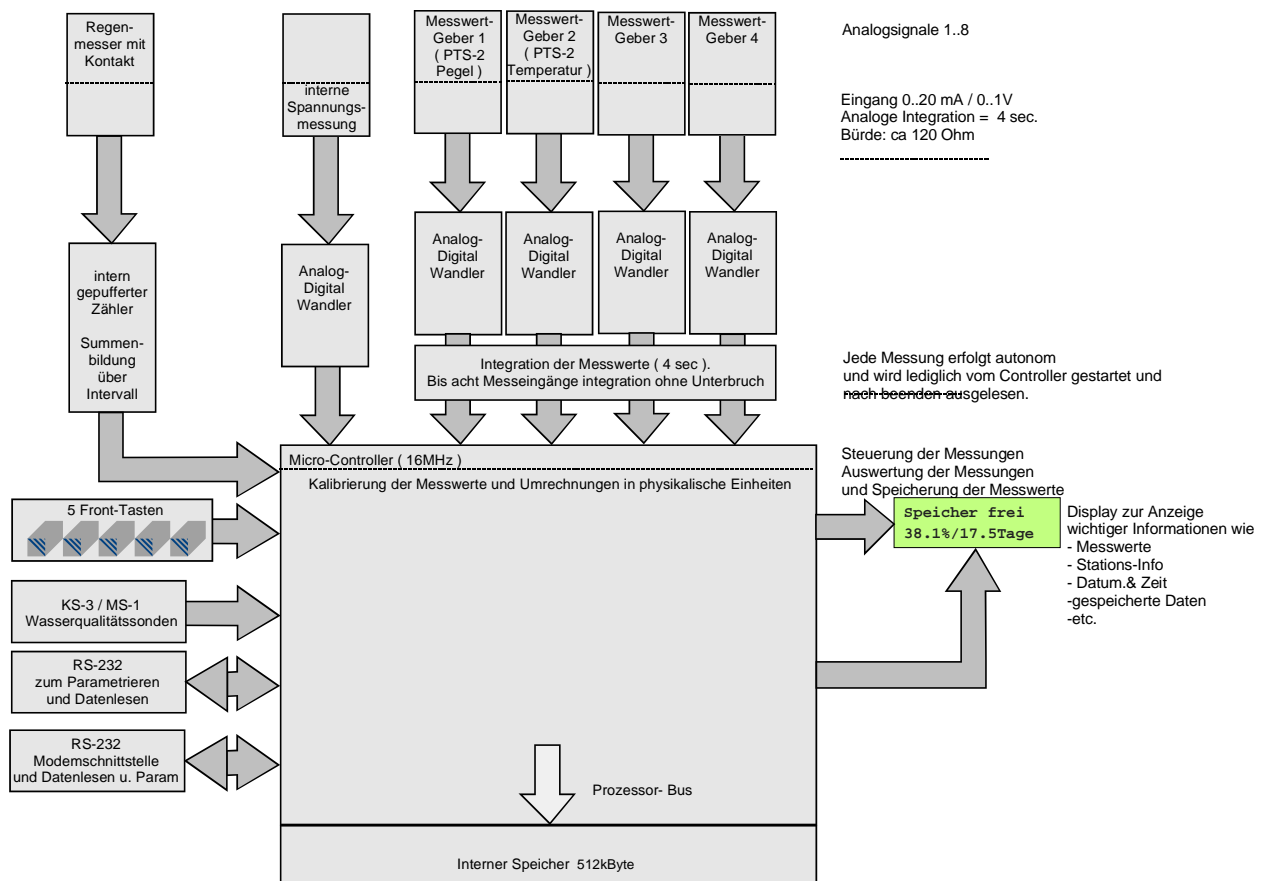 Regen-
messer mit
Kontakt
interne
Spannungs-
messung
Messwert-
Geber 1
( PTS-2
Pegel )
Messwert-
Geber 2
( PTS-2
Temperatur )
Messwert-
Geber 3
Messwert-
Geber 4
Analogsignale 1..8
Eingang 0..20 mA / 0..1V
Analoge Integration = 4 sec.
Bürde: ca 120 Ohm
intern
gepufferter
Zähler
Summen-
bildung
über
Intervall
Analog-
Digital
Wandler
Analog-
Digital
Wandler
Analog-
Digital
Wandler
Analog-
Digital
Wandler
Analog-
Digital
Wandler
Integration der Messwerte ( 4 sec ).
Bis acht Messeingänge integration ohne Unterbruch
Jede Messung erfolgt autonom
und wird lediglich vom Controller gestartet und
nach beenden ausgelesen.
Micro-Controller ( 16MHz )
Kalibrierung der Messwerte und Umrechnungen in physikalische Einheiten
Steuerung der Messungen
Auswertung der Messungen
und Speicherung der Messwerte
5 Front-Tasten
Speicher frei
38.1%/17.5Tage
Display zur Anzeige
wichtiger Informationen wie
- Messwerte
- Stations-Info
- Datum.& Zeit
-gespeicherte Daten
-etc.
KS-3 / MS-1
Wasserqualitätssonden
RS-232
zum Parametrieren
und Datenlesen
RS-232
Modemschnittstelle
und Datenlesen u. Param
Prozessor- Bus
Interner Speicher 512kByte